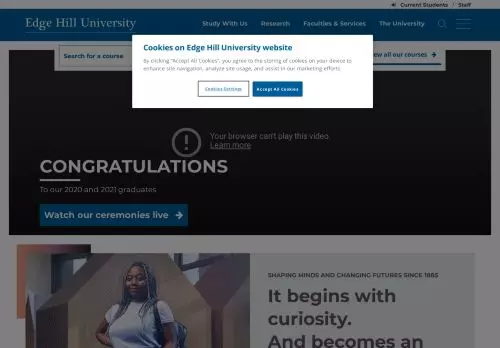 Current Students / Staff
Edge Hill University
Study With Us Research Faculties & Services The University
Search for a course
view all our courses
Cookies on Edge Hill University website
By clicking "Accept All Cookies", you agree to the storing of cookies on your device to
enhance site navigation, analyze site usage, and assist in our marketing efforts.
Cookies Settings
Accept All Cookies
Your browser can't play this video.
Learn more
CONGRATULATIONS
To our 2020 and 2021 graduates
Watch our ceremonies live
SHAPING MINDS AND CHANGING FUTURES SINCE 1885
It begins with
curiosity.
And becomes an